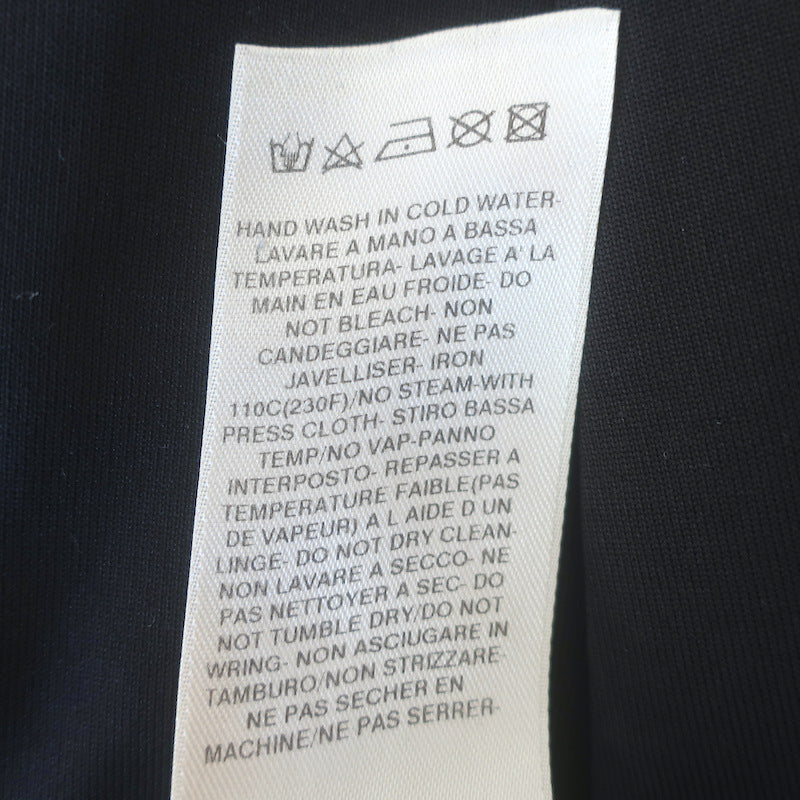 HAND WASH IN COLD WATER-
LAVARE A MANO A BASSA
TEMPERATURA- LAVAGE A' LA
MAIN EN EAU FROIDE- DO
NOT BLEACH- NON
CANDEGGIARE- NE PAS
JAVELLISER- IRON
110C(230F)/NO STEAM-WITH
PRESS CLOTH- STIRO BASSA
TEMP/NO VAP-PANNO
INTERPOSTO- REPASSER A
TEMPERATURE FAIBLE(PAS
DE VAPEUR) A L AIDE D UN
LINGE- DO NOT DRY CLEAN-
NON LAVARE A SECCO- NE
PAS NETTOYER A SEC- DO
NOT TUMBLE DRY/DO NOT
WRING- NON ASCIUGARE IN
TAMBURO/NON STRIZZARE-
NE PAS SECHER EN
MACHINE/NE PAS SERRER-